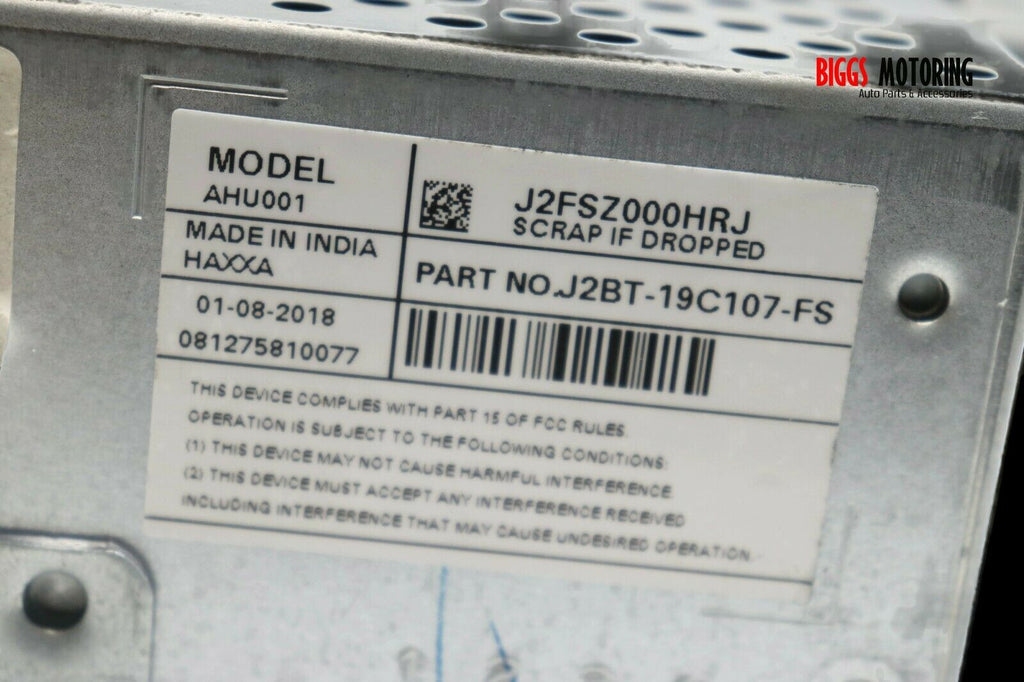 BIGGS MOTORING
Auto Parts & Accessories
MODEL
AHU001
MADE IN INDIA
HAXXA
01-08-2018
081275810077
J2FSZ000HRJ
SCRAP IF DROPPED
PART NO.J2BT-19C107-FS
THIS DEVICE COMPLIES WITH PART 15 OF FCC RULES.
OPERATION IS SUBJECT TO THE FOLLOWING CONDITIONS:
(1) THIS DEVICE MAY NOT CAUSE HARMFUL INTERFERENCE.
(2) THIS DEVICE MUST ACCEPT ANY INTERFERENCE RECEIVED
INCLUDING INTERFERENCE THAT MAY CAUSE UNDESIRED OPERATION.